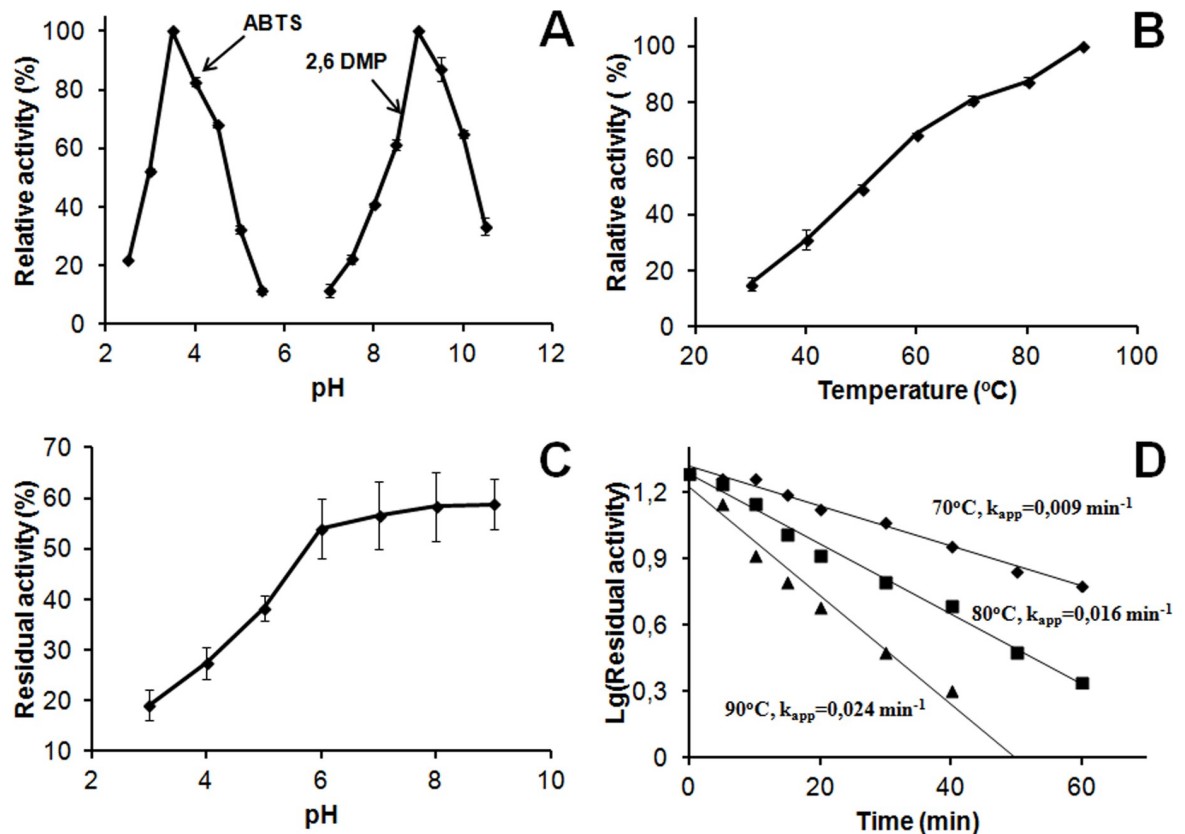 A
Relative activity (%)
100
80
60
40
20
0
ABTS
2,6 DMP
0 2 4 6 8 10 12
pH
B
Ralative activity ( %)
100
80
60
40
20
0
20 40 60 80 100
Temperature (ºC)
C
Residual activity (%)
70
60
50
40
30
20
10
2 4 6 8 10
pH
D
Lg(Residual activity)
1,2
0,9
0,6
0,3
0
70ºC, kapp=0,009 min-1
80ºC, kapp=0,016 min-1
90ºC, kapp=0,024 min-1
0 20 40 60
Time (min)